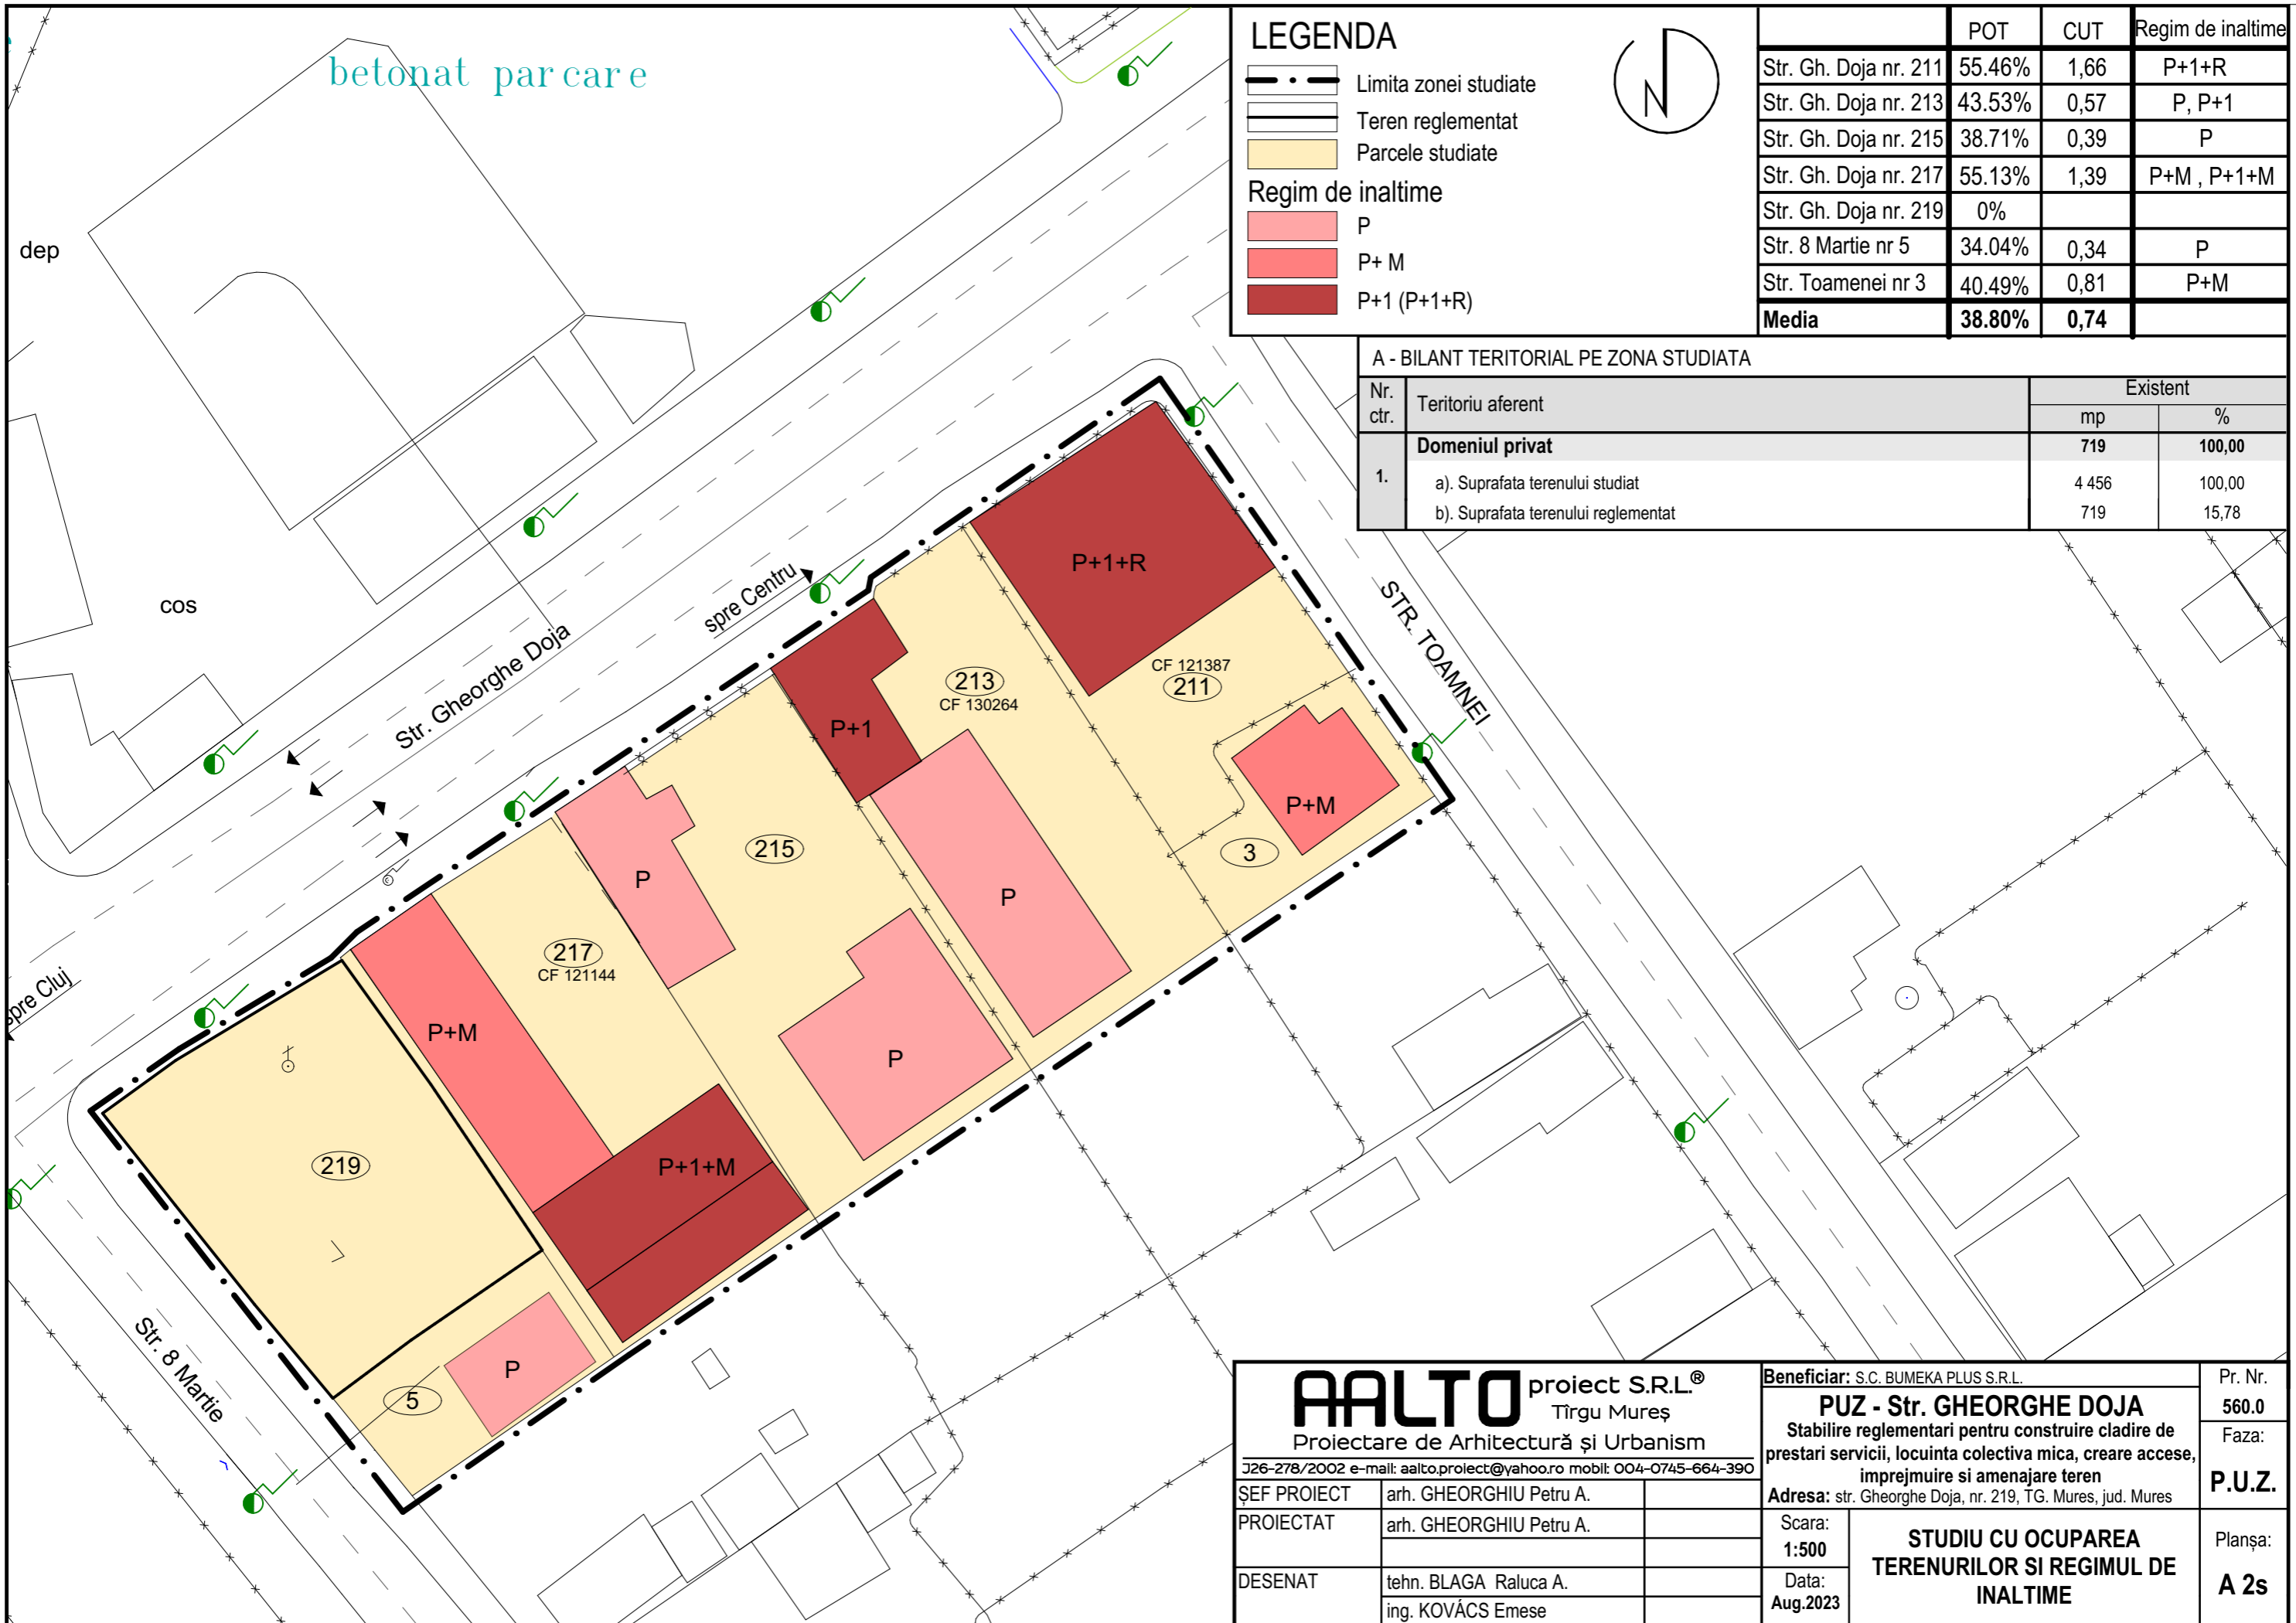 betonat parcare
dep
cos
LEGENDA
Limita zonei studiate
Teren reglementat
Parcele studiate
Regim de inaltime
P
P+ M
P+1 (P+1+R)
N
POT CUT Regim de inaltime
Str. Gh. Doja nr. 211 55.46% 1,66 P+1+R
Str. Gh. Doja nr. 213 43.53% 0,57 P, P+1
Str. Gh. Doja nr. 215 38.71% 0,39 P
Str. Gh. Doja nr. 217 55.13% 1,39 P+M , P+1+M
Str. Gh. Doja nr. 219 0%
Str. 8 Martie nr 5 34.04% 0,34 P
Str. Toamenei nr 3 40.49% 0,81 P+M
Media 38.80% 0,74
A - BILANT TERITORIAL PE ZONA STUDIATA
Nr. ctr. Teritoriu aferent Existent
mp %
1. Domeniul privat 719 100,00
a). Suprafata terenului studiat 4 456 100,00
b). Suprafata terenului reglementat 719 15,78
Str. Gheorghe Doja
spre Centru
spre Cluj
STR. TOAMNEI
Str. 8 Martie
P+1+R
CF 121387
211
213
CF 130264
P+1
P+M
3
215
P
P
P
217
CF 121144
P+M
P+1+M
219
P
5
AALTO proiect S.R.L.®
Tîrgu Mureș
Proiectare de Arhitectură și Urbanism
J26-278/2002 e-mail: aalto.proiect@yahoo.ro mobil: 004-0745-664-390
ȘEF PROIECT arh. GHEORGHIU Petru A.
PROIECTAT arh. GHEORGHIU Petru A.
DESENAT tehn. BLAGA Raluca A.
ing. KOVÁCS Emese
Beneficiar: S.C. BUMEKA PLUS S.R.L.
PUZ - Str. GHEORGHE DOJA
Stabilire reglementari pentru construire cladire de
prestari servicii, locuinta colectiva mica, creare accese,
imprejmuire si amenajare teren
Adresa: str. Gheorghe Doja, nr. 219, TG. Mures, jud. Mures
Pr. Nr.
560.0
Faza:
P.U.Z.
Scara:
1:500
Data:
Aug.2023
STUDIU CU OCUPAREA
TERENURILOR SI REGIMUL DE
INALTIME
Planșa:
A 2s